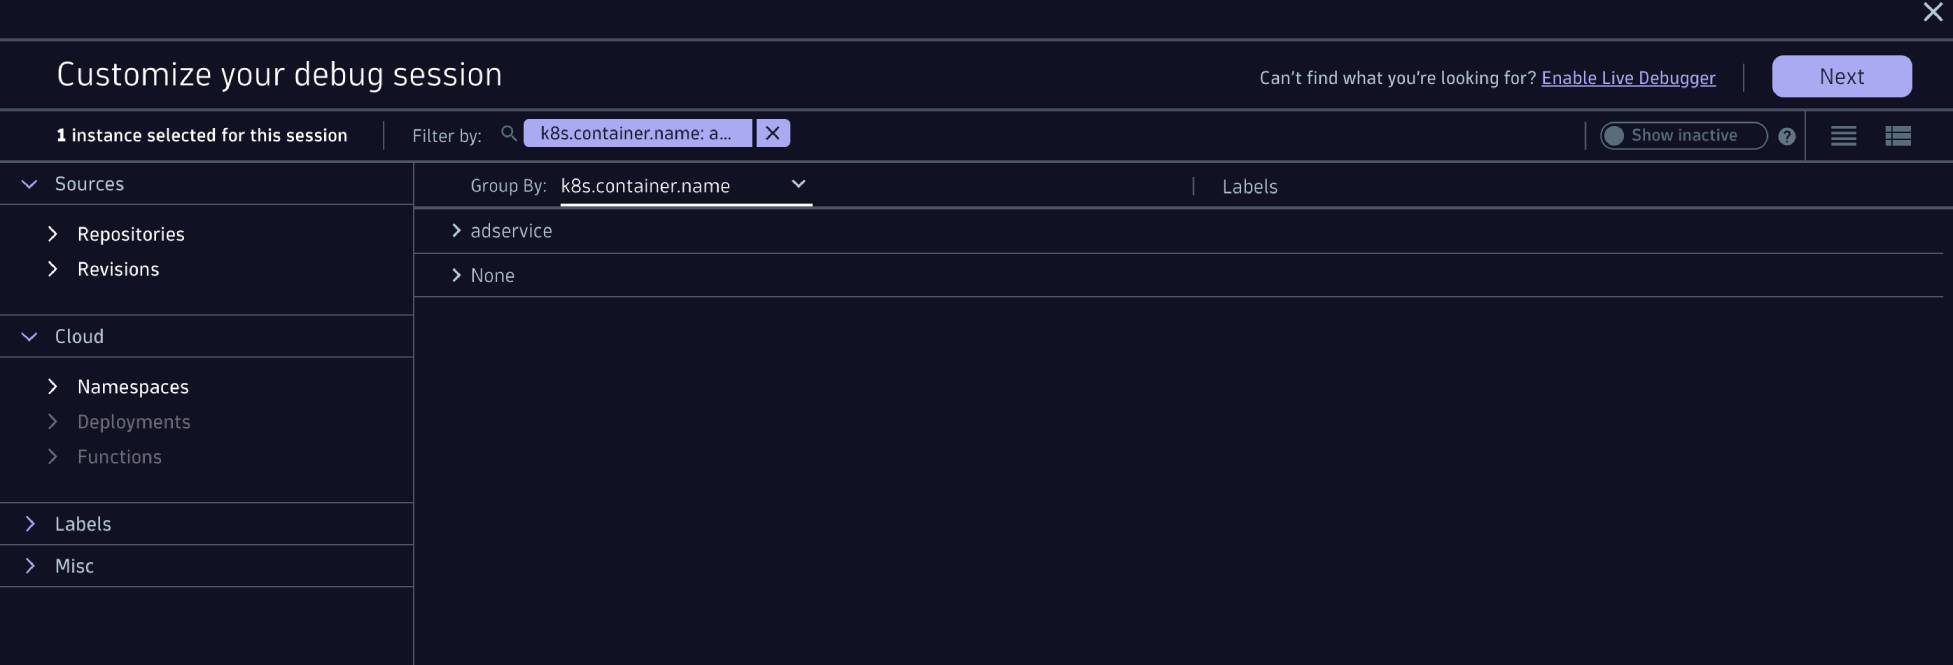 Customize your debug session
Can't find what you're looking for? Enable Live Debugger
Next
1 instance selected for this session
Filter by:
k8s.container.name: a...
Show inactive
?
Sources
Repositories
Revisions
Cloud
Namespaces
Deployments
Functions
Labels
Misc
Group By: k8s.container.name
Labels
adservice
None